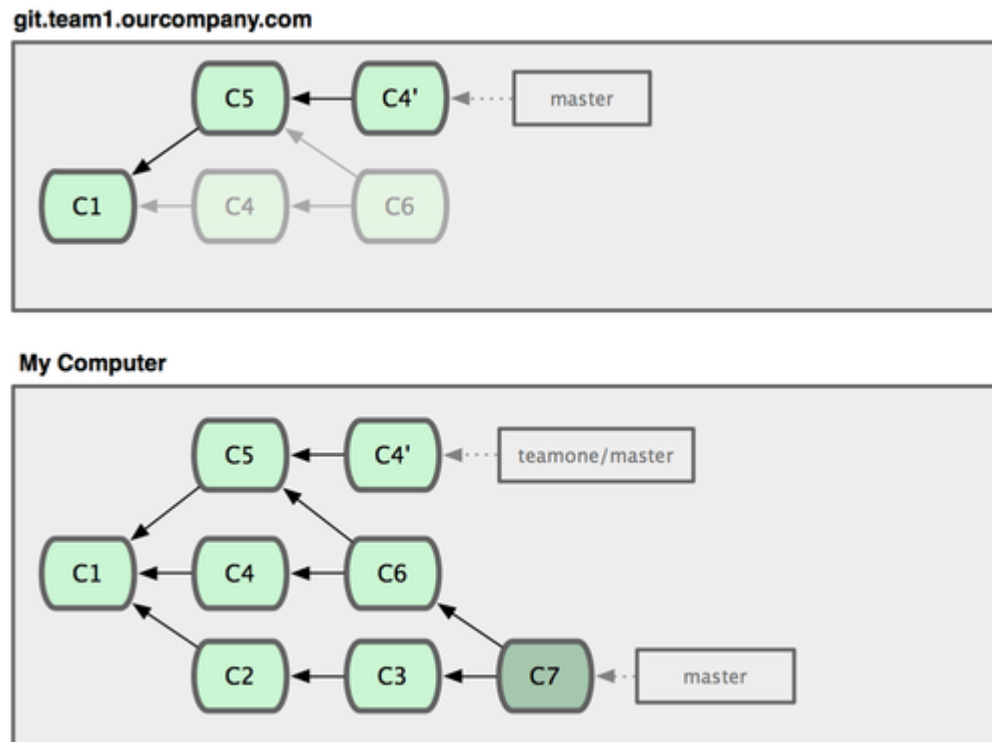 git.team1.ourcompany.com
C5 C4' master
C1 C4 C6
My Computer
C5 C4' teamone/master
C1 C4 C6
C2 C3 C7 master